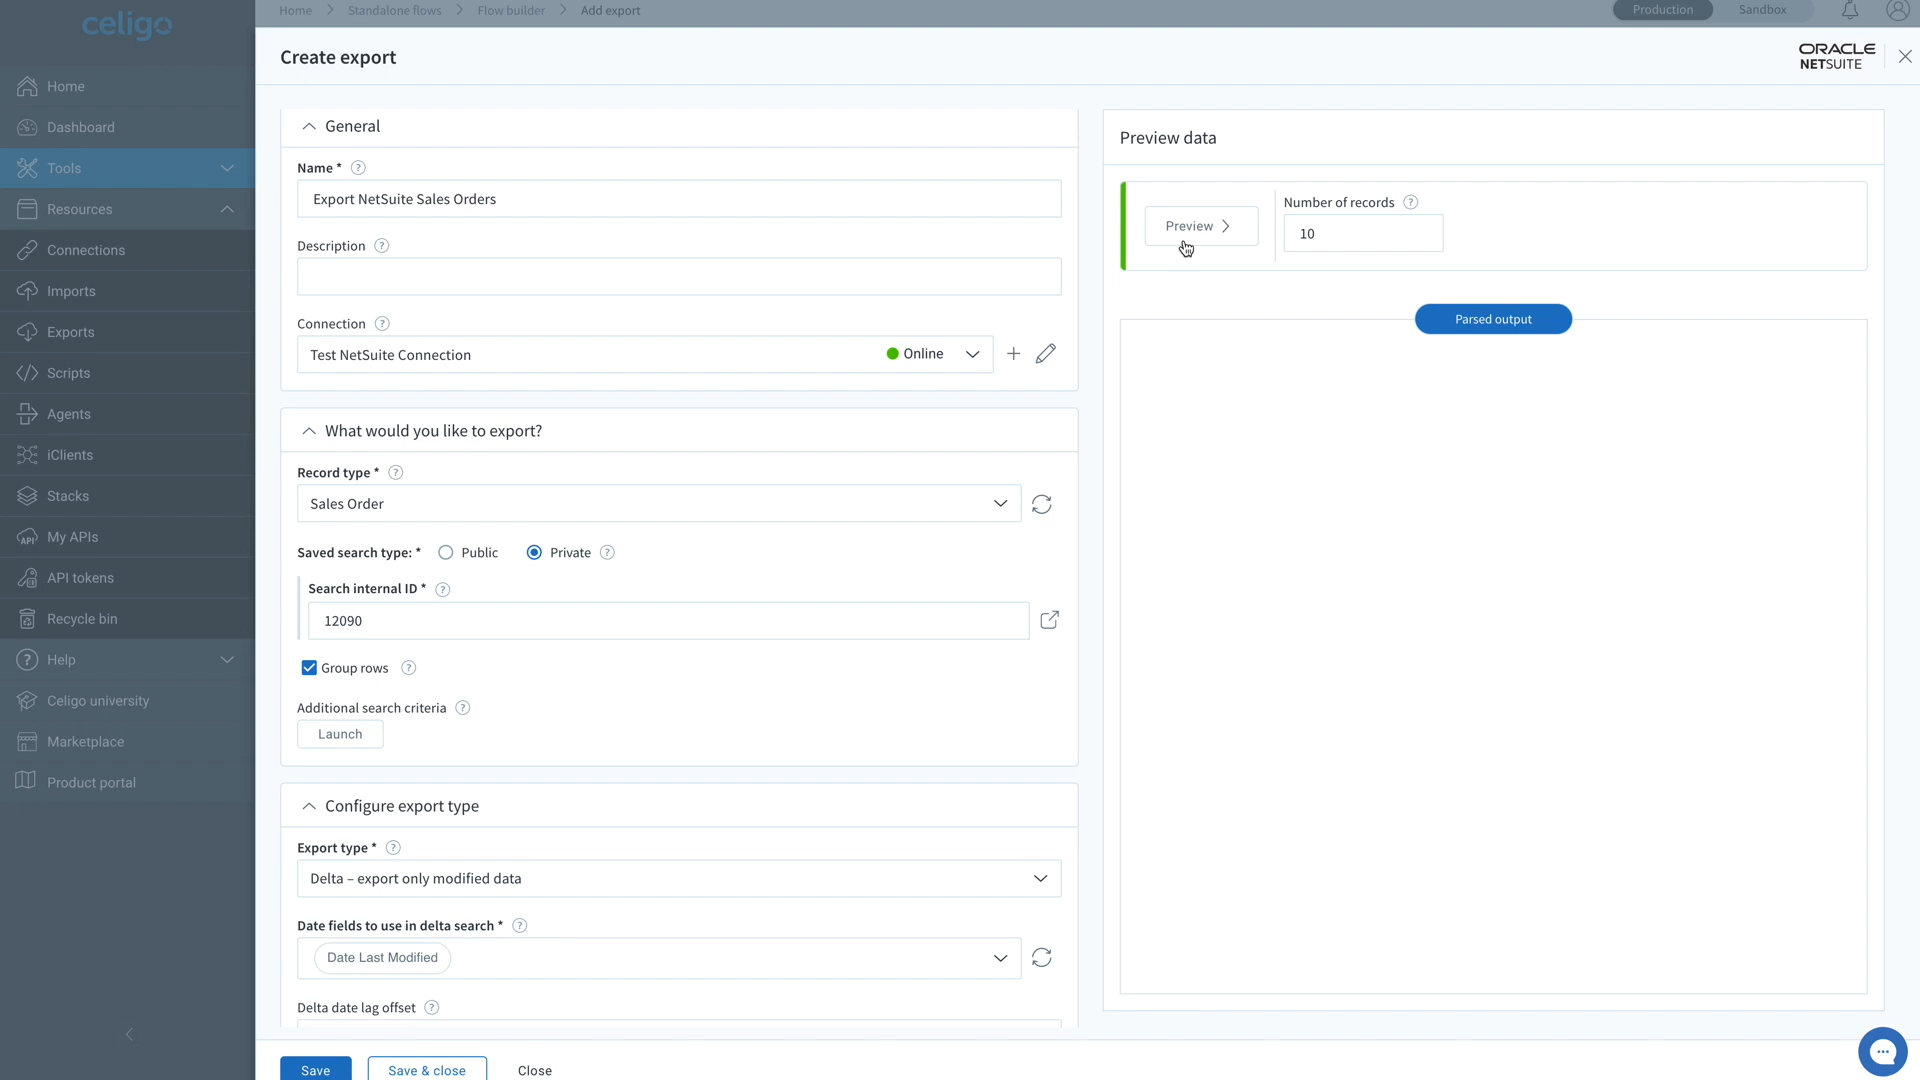 celigo
Home
Dashboard
Tools
Resources
Connections
Imports
Exports
Scripts
Agents
iClients
Stacks
My APIs
API tokens
Recycle bin
Help
Celigo university
Marketplace
Product portal
Home > Standalone flows > Flow builder > Add export
Production Sandbox
Create export
ORACLE
NETSUITE
General
Name *
Export NetSuite Sales Orders
Description
Connection
Test NetSuite Connection Online
What would you like to export?
Record type *
Sales Order
Saved search type: * Public Private
Search internal ID *
12090
Group rows
Additional search criteria
Launch
Configure export type
Export type *
Delta – export only modified data
Date fields to use in delta search *
Date Last Modified
Delta date lag offset
Save Save & close Close
Preview data
Preview >
Number of records
10
Parsed output